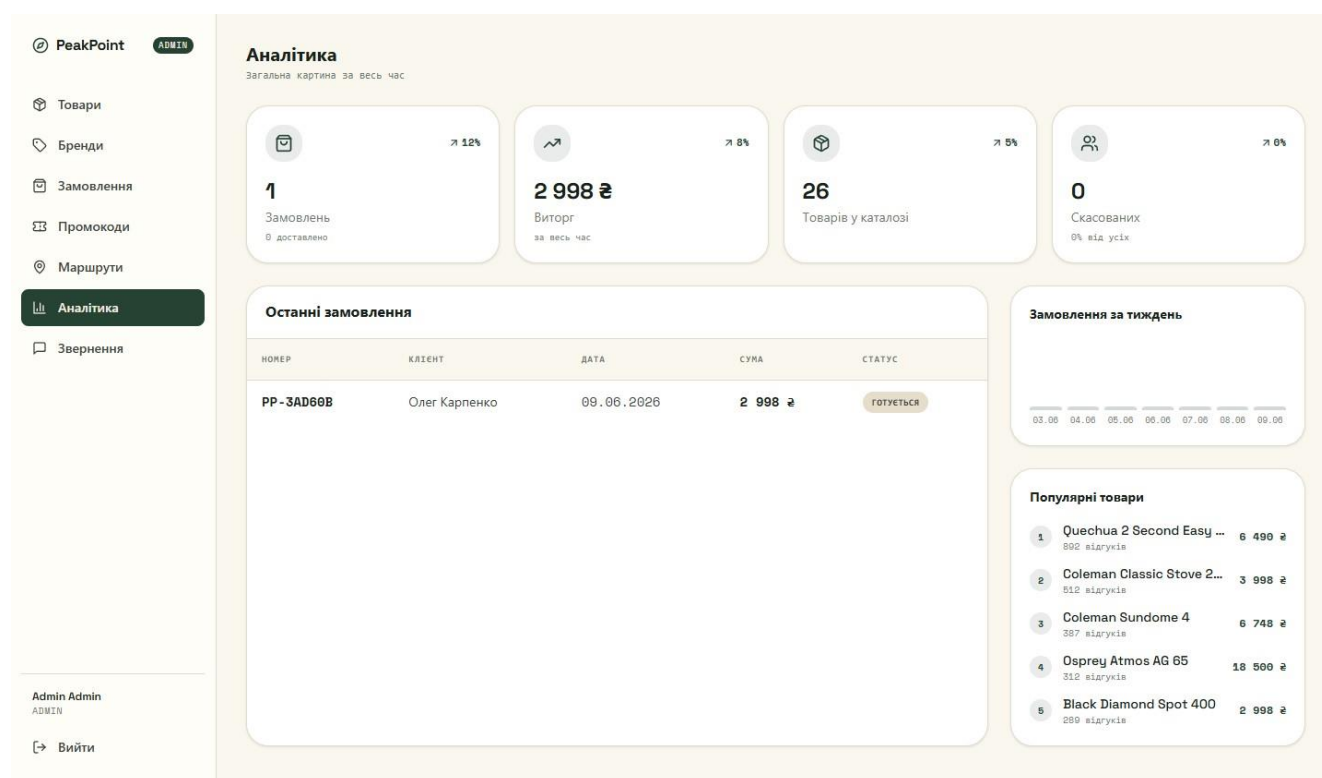 PeakPoint ADMIN
Товари
Бренди
Замовлення
Промокоди
Маршрути
Аналітика
Звернення
Admin Admin
ADMIN
Вийти
Аналітика
Загальна картина за весь час
12%
1
Замовлень
0 доставлено
8%
2 998 ₴
Виторг
за весь час
5%
26
Товарів у каталозі
0%
0
Скасованих
0% від усіх
Останні замовлення
НОМЕР КЛІЄНТ ДАТА СУМА СТАТУС
PP-3AD60B Олег Карпенко 09.06.2026 2 998 ₴ ГОТУЄТЬСЯ
Замовлення за тиждень
03.06 04.06 05.06 06.06 07.06 08.06 09.06
Популярні товари
1 Quechua 2 Second Easy ... 6 490 ₴
892 відгуків
2 Coleman Classic Stove 2... 3 998 ₴
512 відгуків
3 Coleman Sundome 4 6 748 ₴
387 відгуків
4 Osprey Atmos AG 65 18 500 ₴
312 відгуків
5 Black Diamond Spot 400 2 998 ₴
289 відгуків